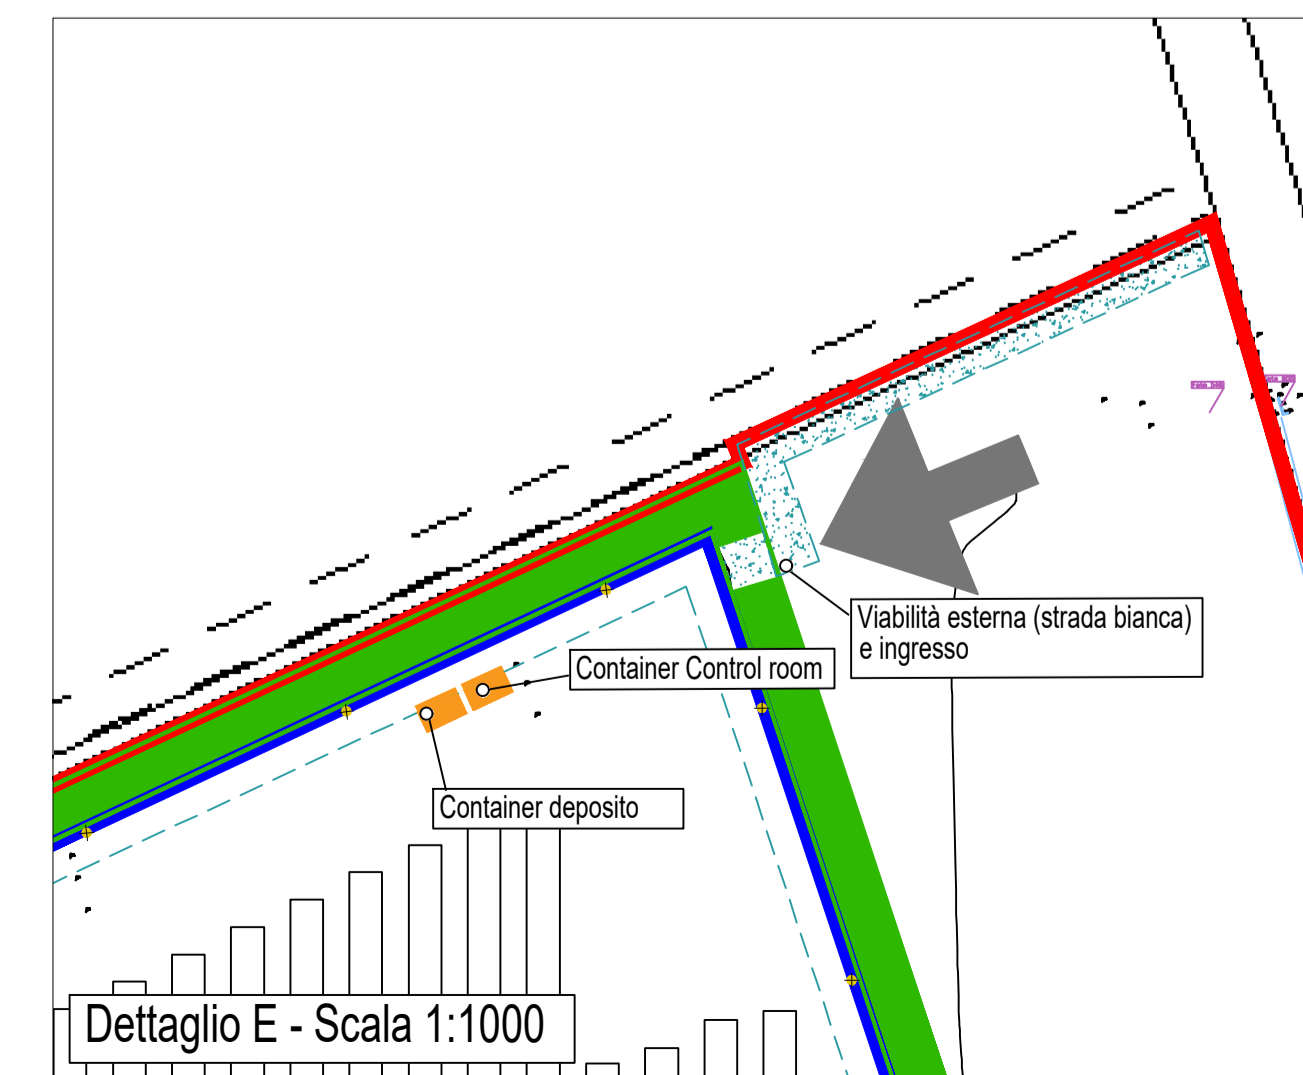 Viabilità esterna (strada bianca)
e ingresso
Container Control room
Container deposito
Dettaglio E - Scala 1:1000